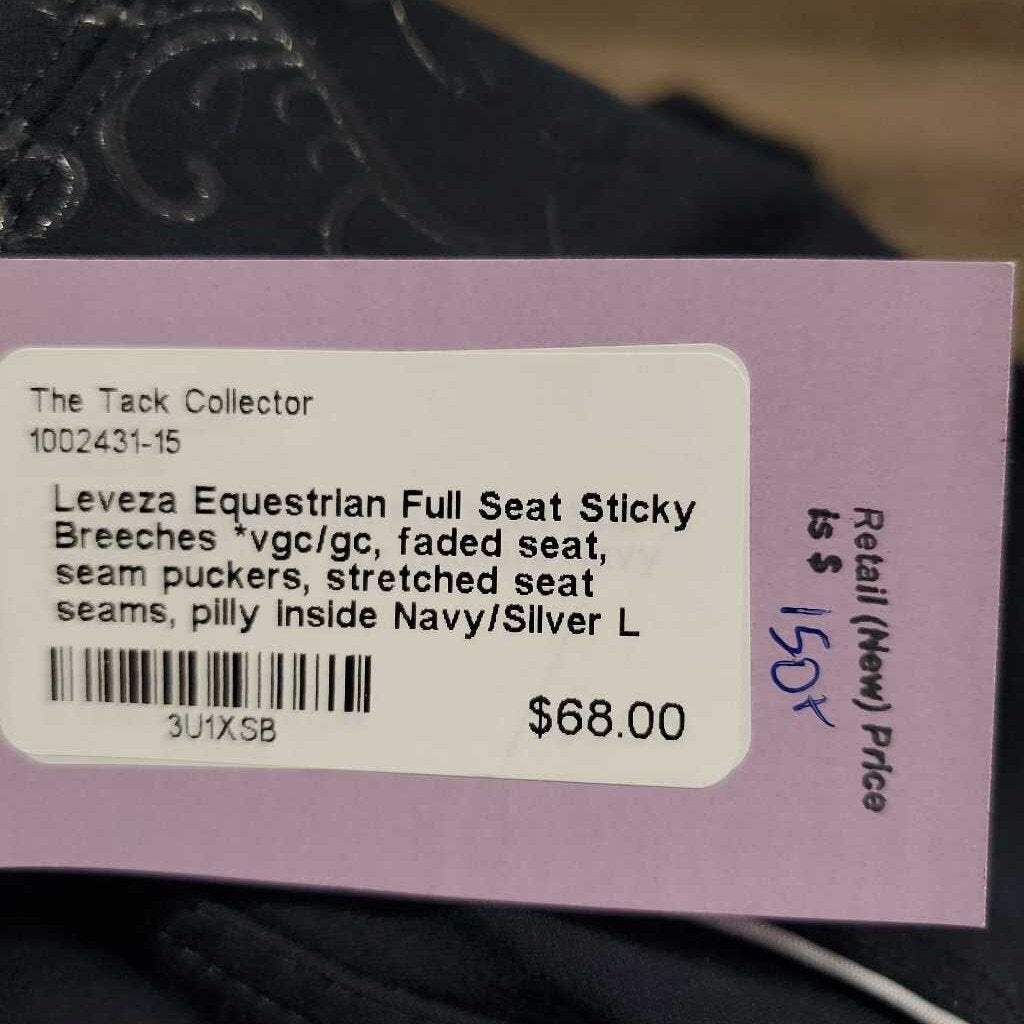 The Tack Collector
1002431-15
Leveza Equestrian Full Seat Sticky
Breeches *vgc/gc, faded seat,
seam puckers, stretched seat
seams, pilly inside Navy/Silver L
3U1XSB
$68.00
Retail (New) Price
is $ 150+